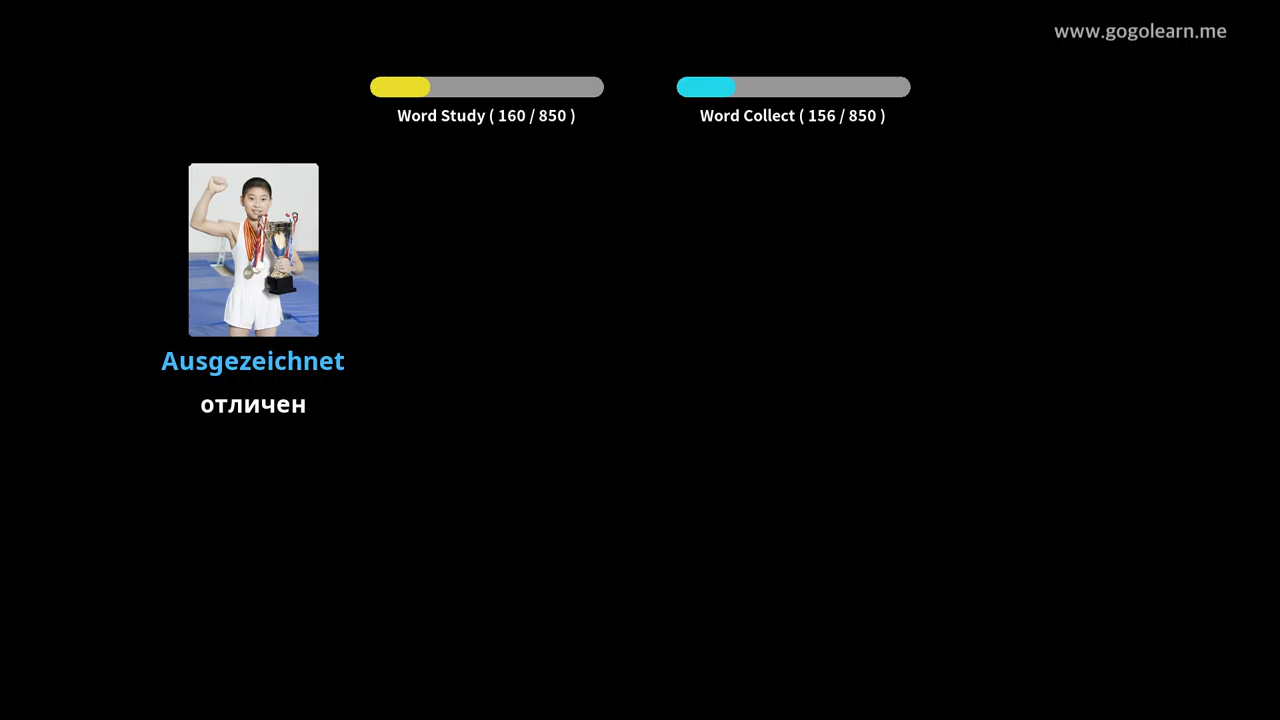 www.gogolearn.me
Word Study ( 160 / 850 )
Word Collect ( 156 / 850 )
Ausgezeichnet
отличен